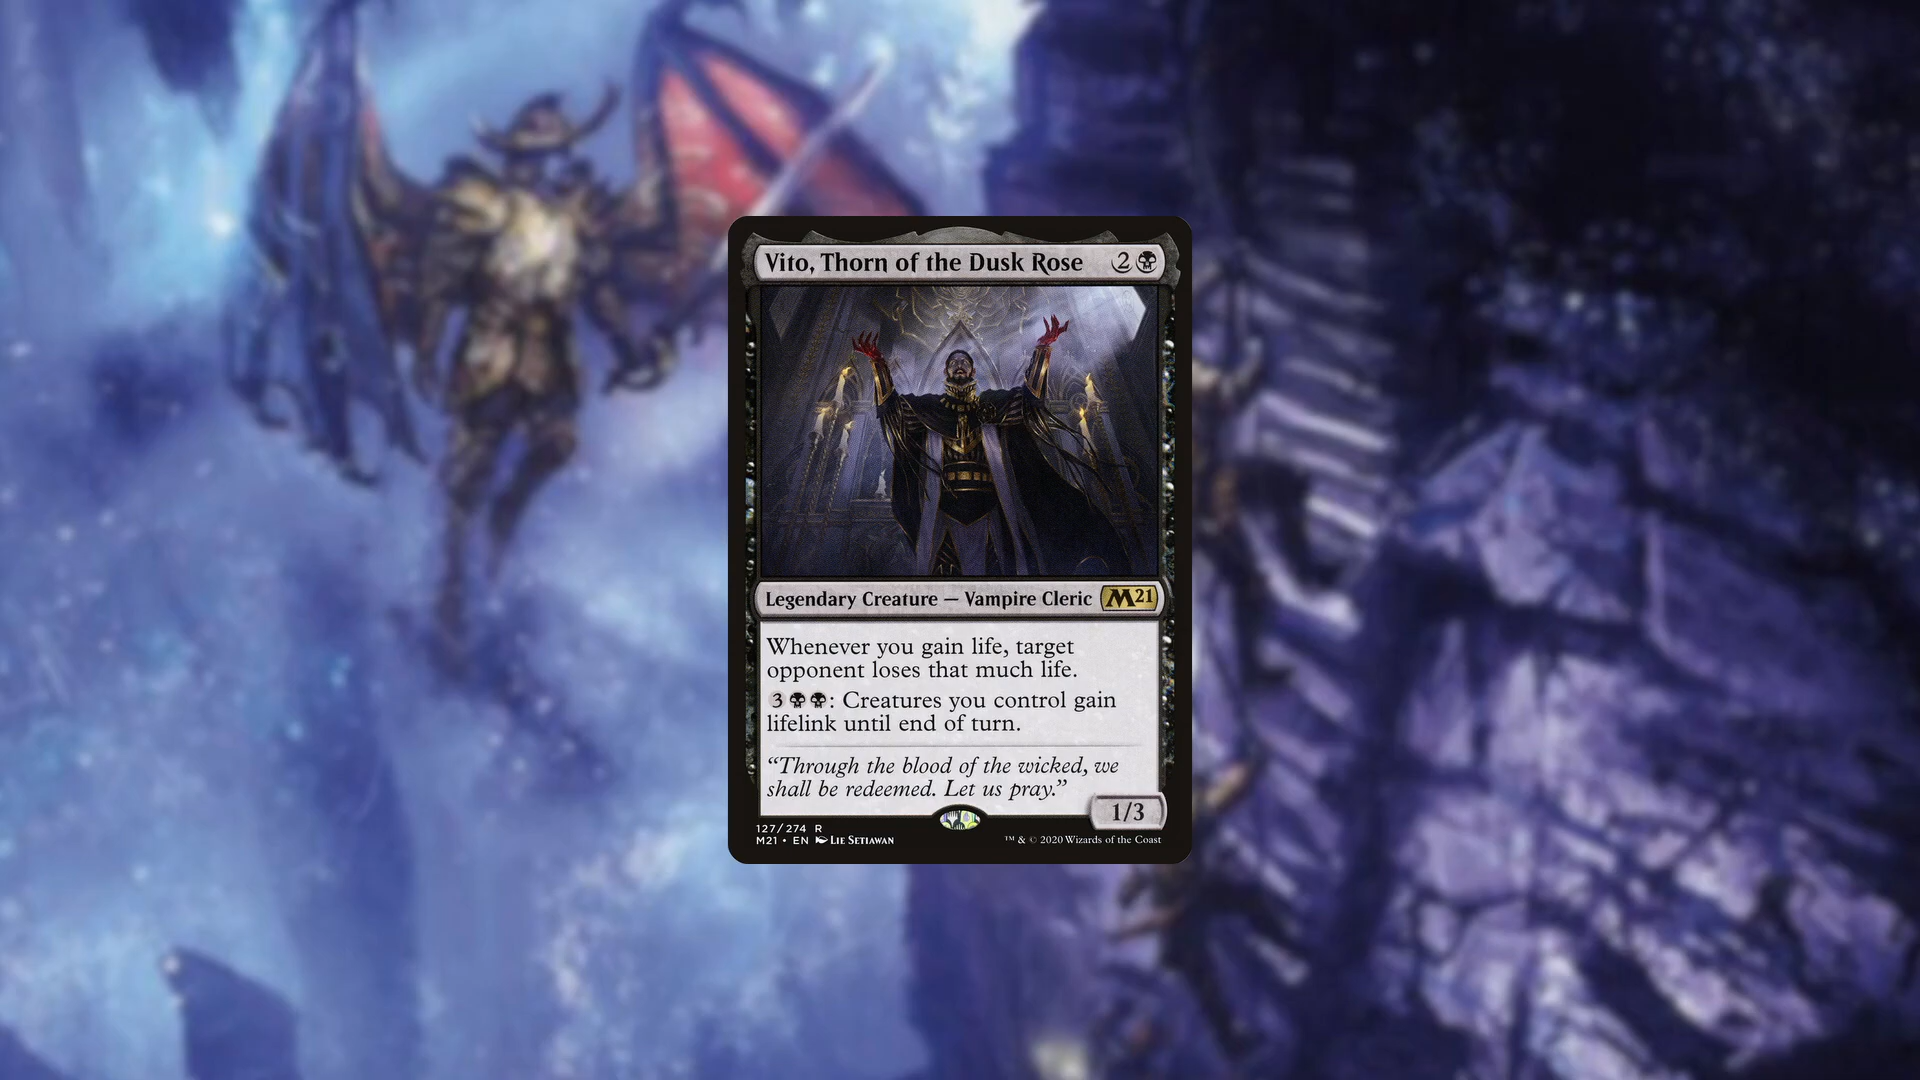 Vito, Thorn of the Dusk Rose 2
Legendary Creature — Vampire Cleric M21
Whenever you gain life, target
opponent loses that much life.
3: Creatures you control gain
lifelink until end of turn.
“Through the blood of the wicked, we
shall be redeemed. Let us pray.”
1/3
127/274 R
M21 • EN Lie Setiawan
™ & © 2020 Wizards of the Coast